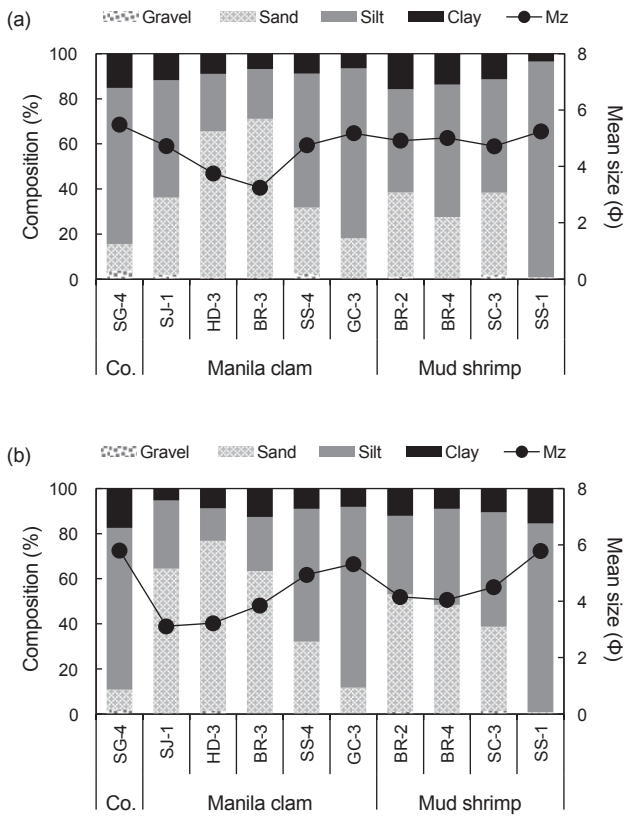 (a)
Gravel Sand Silt Clay Mz
100
80
60
40
20
0
Composition (%)
8
6
4
2
0
Mean size (Φ)
SG-4 SJ-1 HD-3 BR-3 SS-4 GC-3 BR-2 BR-4 SC-3 SS-1
Co. Manila clam Mud shrimp
(b)
Gravel Sand Silt Clay Mz
100
80
60
40
20
0
Composition (%)
8
6
4
2
0
Mean size (Φ)
SG-4 SJ-1 HD-3 BR-3 SS-4 GC-3 BR-2 BR-4 SC-3 SS-1
Co. Manila clam Mud shrimp